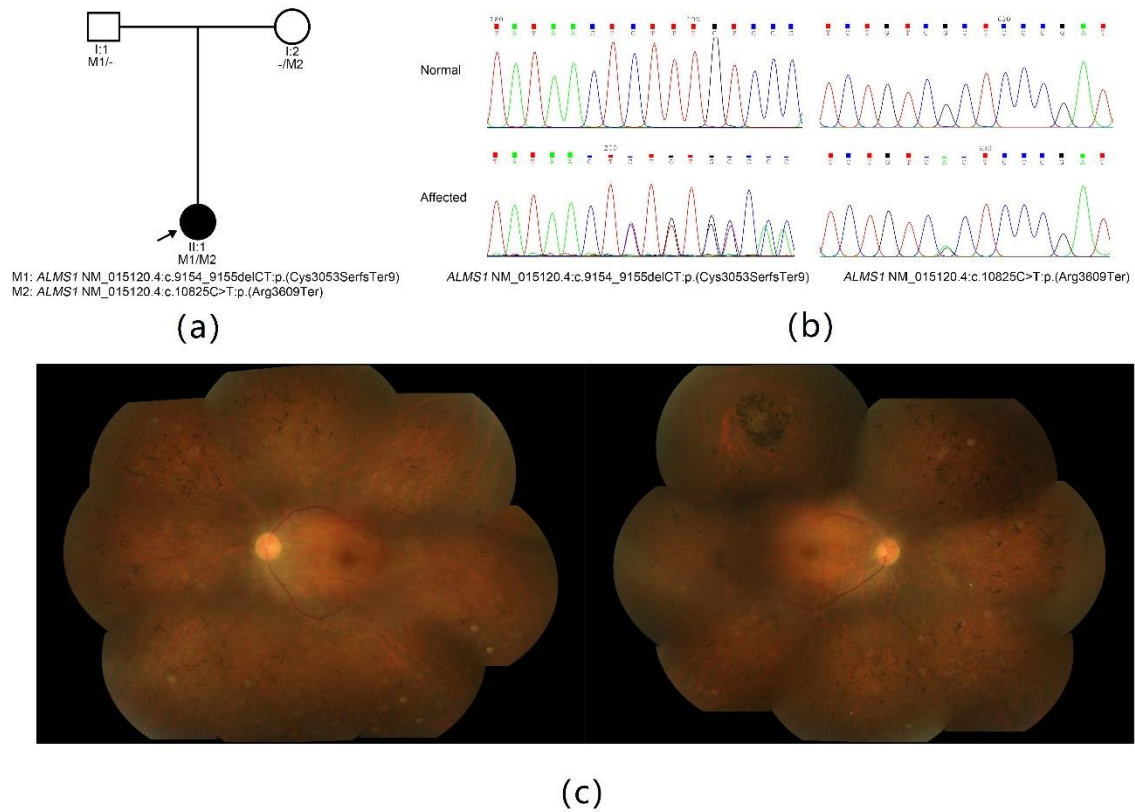 I:1
M1/-
I:2
-/M2
II:1
M1/M2
M1: ALMS1 NM_015120.4:c.9154_9155delCT:p.(Cys3053SerfsTer9)
M2: ALMS1 NM_015120.4:c.10825C>T:p.(Arg3609Ter)
(a)
Normal
Affected
ALMS1 NM_015120.4:c.9154_9155delCT:p.(Cys3053SerfsTer9)
ALMS1 NM_015120.4:c.10825C>T:p.(Arg3609Ter)
(b)
(c)